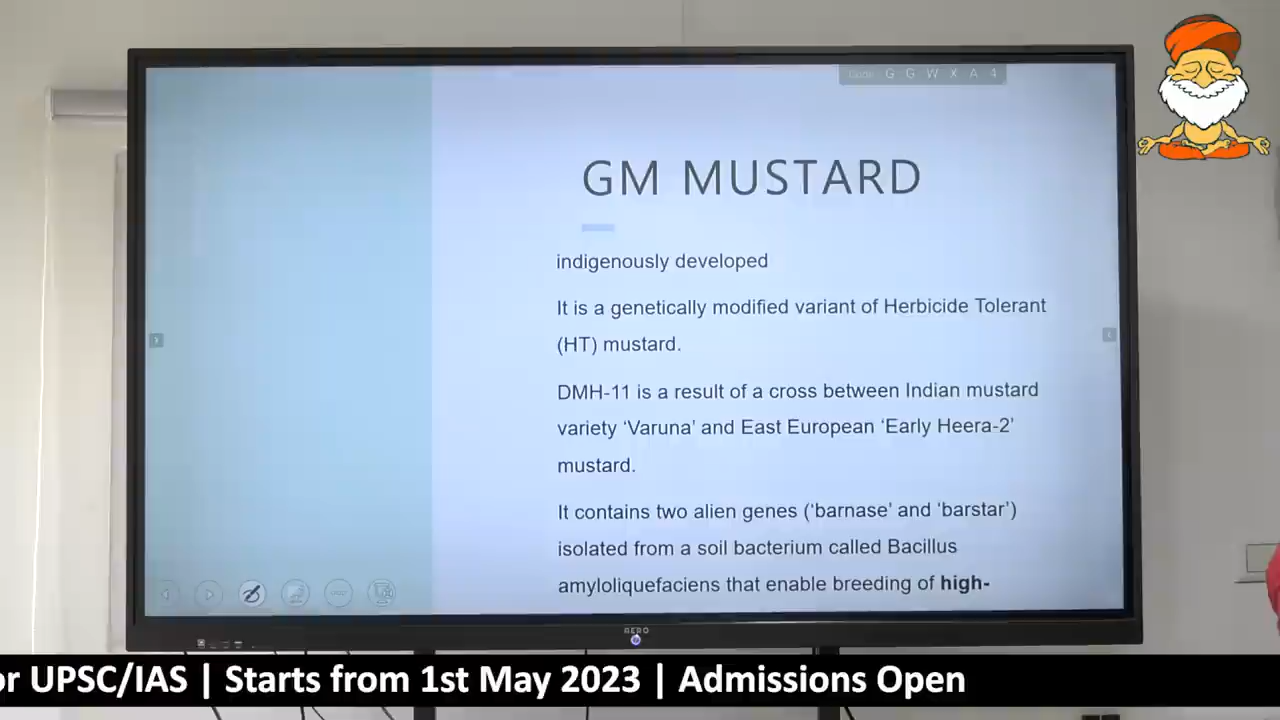 Code: G G W X A 4
GM MUSTARD
indigenously developed
It is a genetically modified variant of Herbicide Tolerant
(HT) mustard.
DMH-11 is a result of a cross between Indian mustard
variety ‘Varuna’ and East European ‘Early Heera-2’
mustard.
It contains two alien genes (‘barnase’ and ‘barstar’)
isolated from a soil bacterium called Bacillus
amyloliquefaciens that enable breeding of high-
AERO
or UPSC/IAS | Starts from 1st May 2023 | Admissions Open